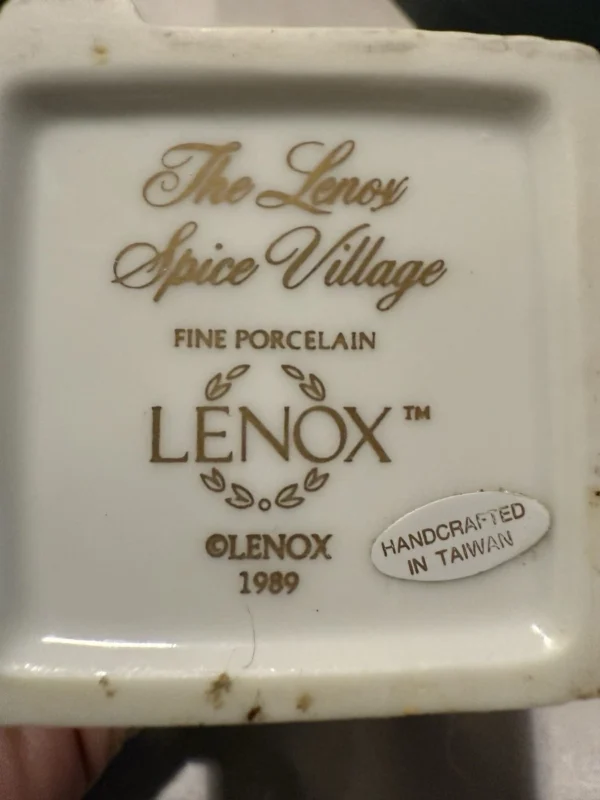 The Lenox
Spice Village
FINE PORCELAIN
LENOX™
©LENOX
1989
HANDCRAFTED
IN TAIWAN